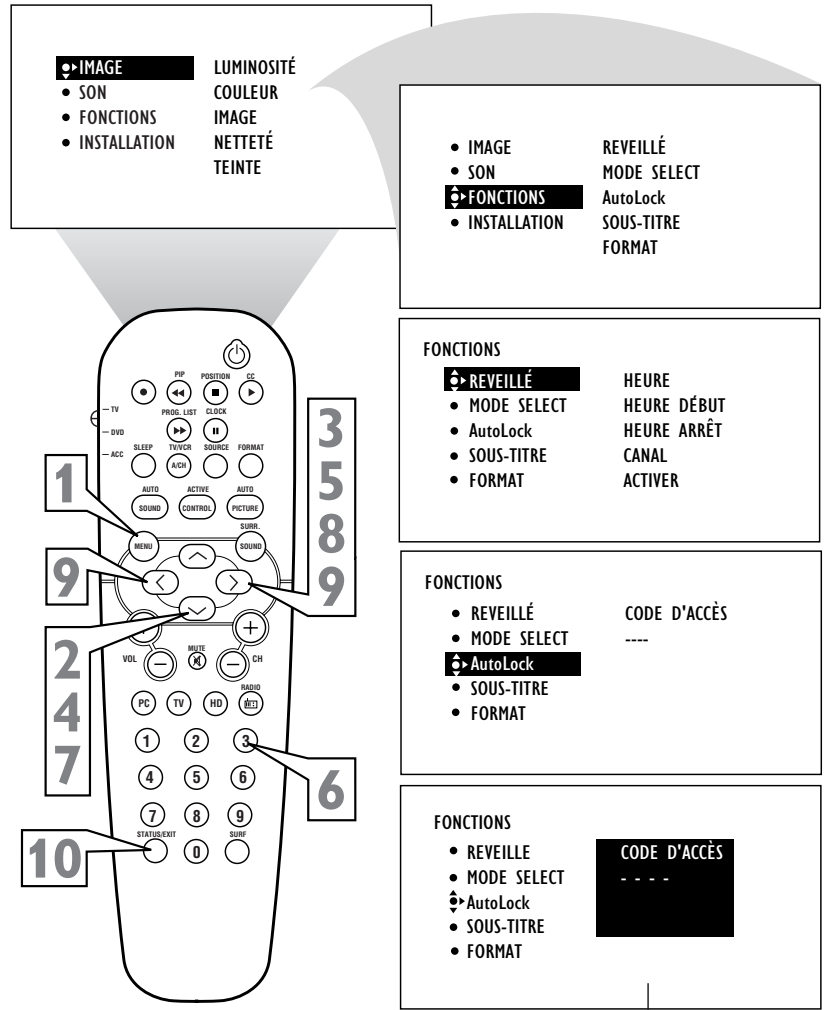 IMAGE LUMINOSITÉ
SON COULEUR
FONCTIONS IMAGE
INSTALLATION NETTETÉ
TEINTE
IMAGE REVEILLÉ
SON MODE SELECT
FONCTIONS AutoLock
INSTALLATION SOUS-TITRE
FORMAT
FONCTIONS
REVEILLÉ HEURE
MODE SELECT HEURE DÉBUT
AutoLock HEURE ARRÊT
SOUS-TITRE CANAL
FORMAT ACTIVER
FONCTIONS
REVEILLÉ CODE D'ACCÈS
MODE SELECT ----
AutoLock
SOUS-TITRE
FORMAT
FONCTIONS
REVEILLE CODE D'ACCÈS
MODE SELECT - - - -
AutoLock
SOUS-TITRE
FORMAT
PIP POSITION CC
TV
PROG. LIST CLOCK
DVD
ACC SLEEP TV/VCR SOURCE FORMAT
A/CH
AUTO ACTIVE AUTO
SOUND CONTROL PICTURE
SURR.
MENU SOUND
VOL MUTE CH
RADIO
PC TV HD
1 2 3
4 5 6
7 8 9
STATUS/EXIT SURF
0
1
9
2
4
7
10
3
5
8
9
6